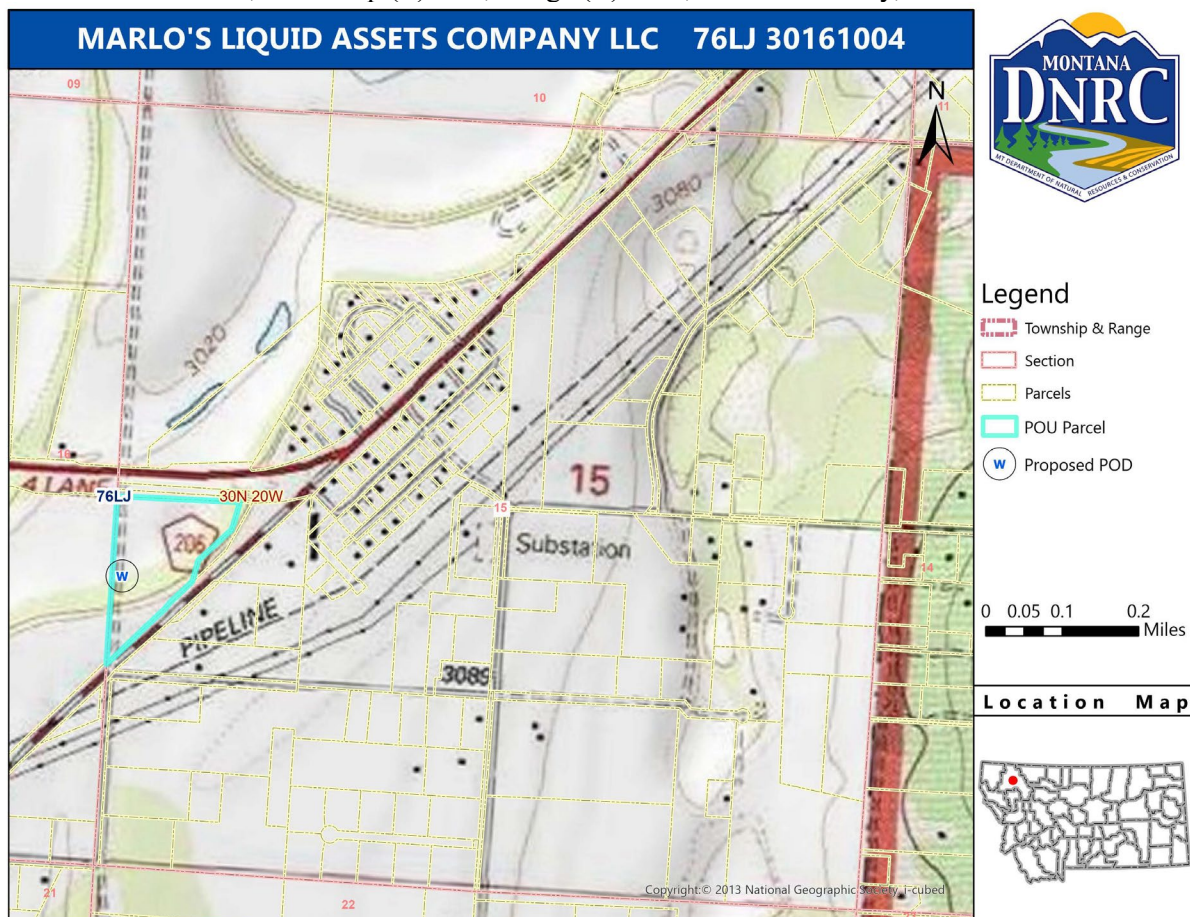 MARLO'S LIQUID ASSETS COMPANY LLC 76LJ 30161004
MONTANA
DNRC
MT DEPARTMENT OF NATURAL RESOURCES & CONSERVATION
09
10
11
N
3080
3020
16
4 LANE
76LJ
30N 20W
206
W
15
15
Substation
14
PIPELINE
3089
21
22
Copyright:© 2013 National Geographic Society, i-cubed
Legend
Township & Range
Section
Parcels
POU Parcel
W Proposed POD
0 0.05 0.1 0.2
Miles
Location Map